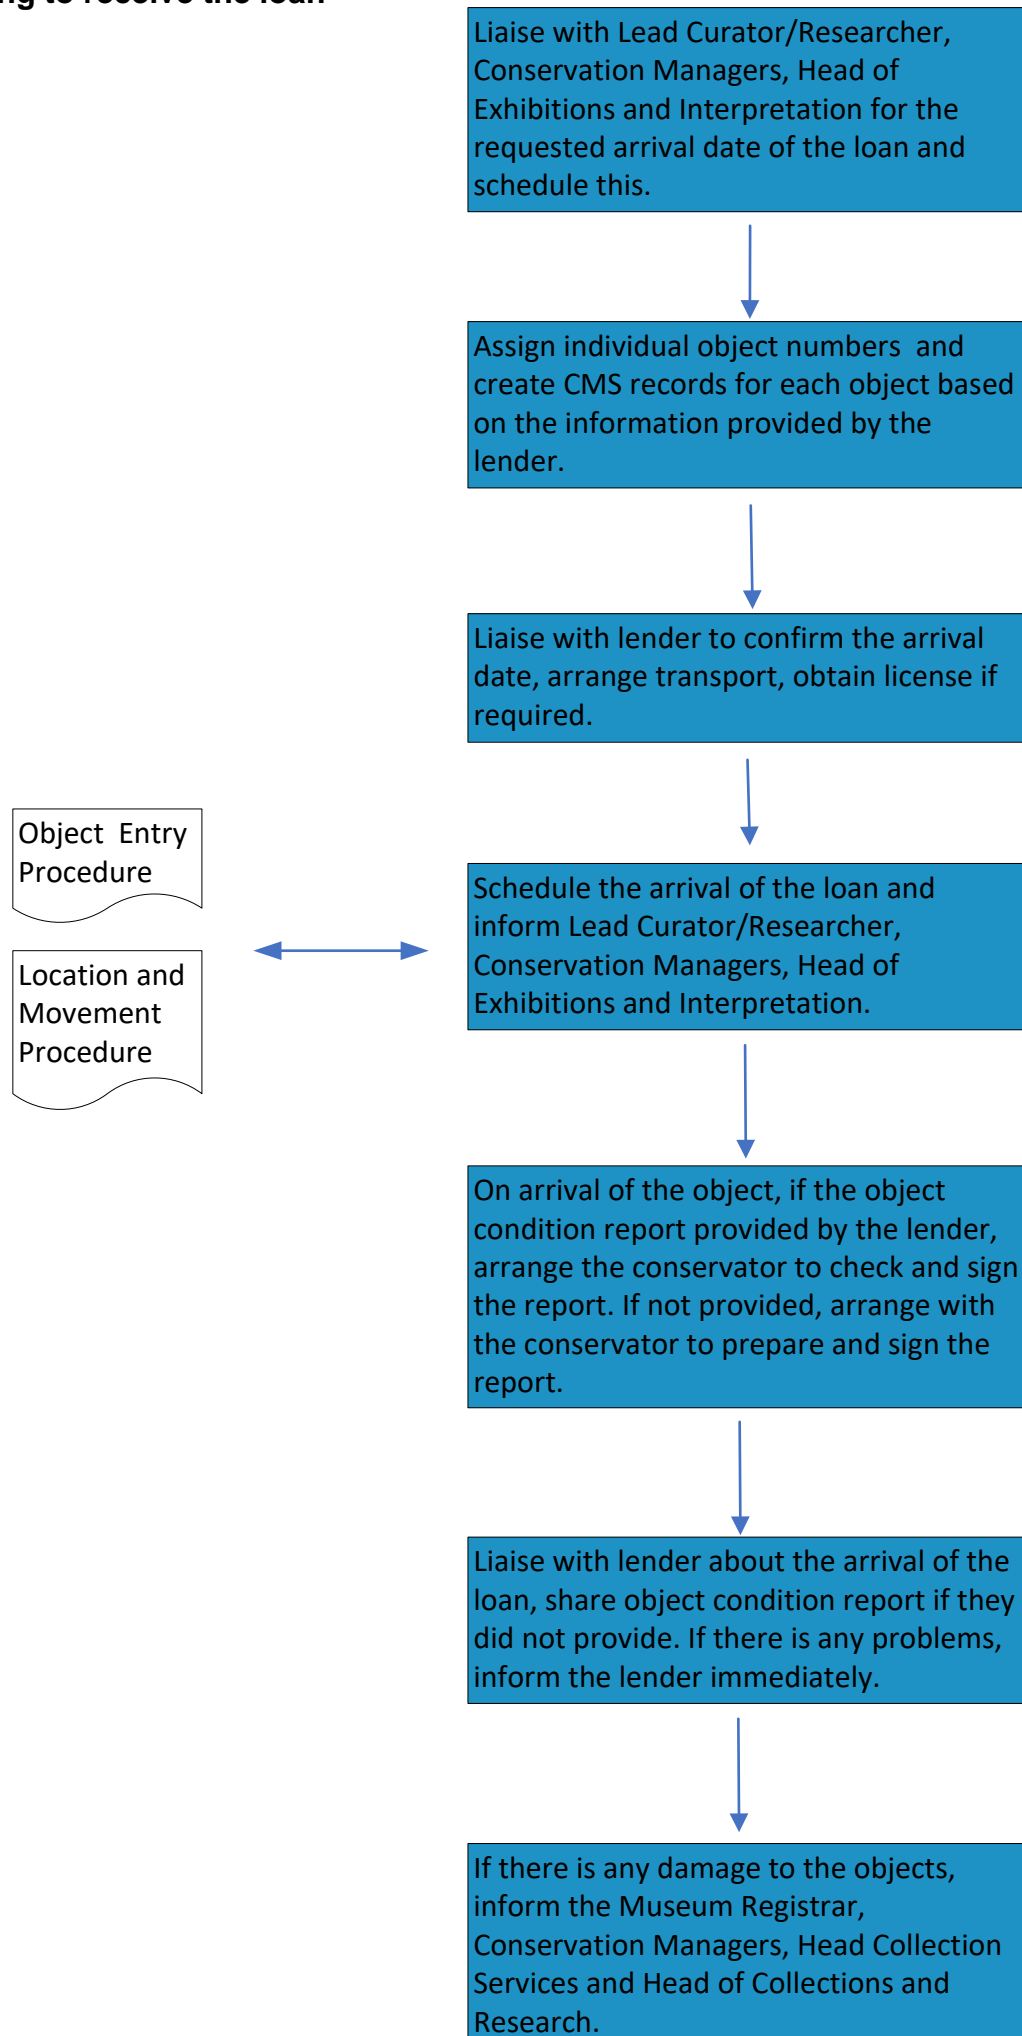 ng to receive the loan
Liaise with Lead Curator/Researcher,
Conservation Managers, Head of
Exhibitions and Interpretation for the
requested arrival date of the loan and
schedule this.
Assign individual object numbers  and
create CMS records for each object based
on the information provided by the
lender.
Liaise with lender to confirm the arrival
date, arrange transport, obtain license if
required.
Object  Entry
Procedure
Location and
Movement
Procedure
Schedule the arrival of the loan and
inform Lead Curator/Researcher,
Conservation Managers, Head of
Exhibitions and Interpretation.
On arrival of the object, if the object
condition report provided by the lender,
arrange the conservator to check and sign
the report. If not provided, arrange with
the conservator to prepare and sign the
report.
Liaise with lender about the arrival of the
loan, share object condition report if they
did not provide. If there is any problems,
inform the lender immediately.
If there is any damage to the objects,
inform the Museum Registrar,
Conservation Managers, Head Collection
Services and Head of Collections and
Research.